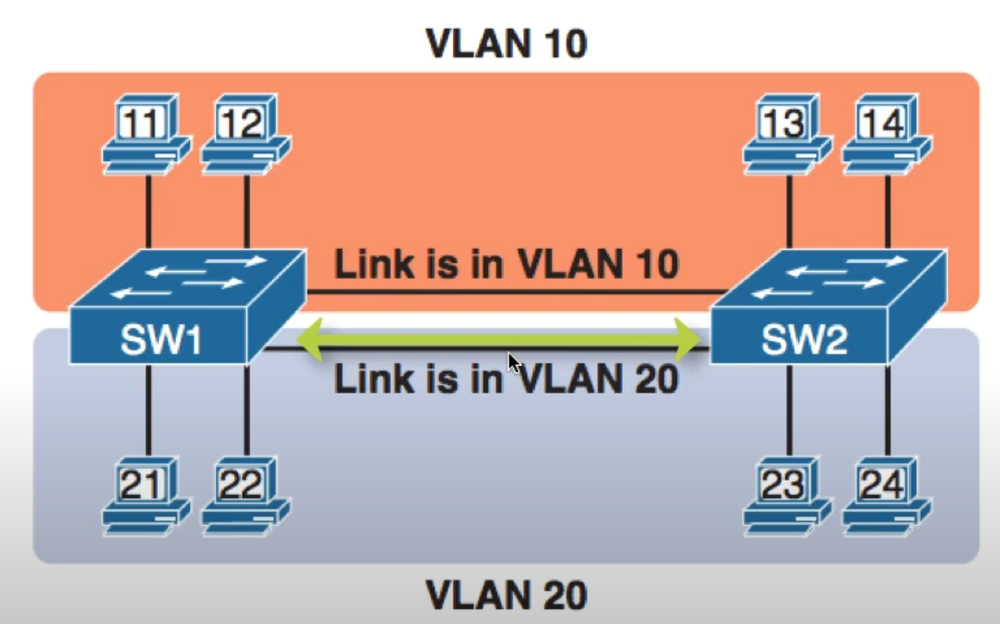 VLAN 10
11 12 13 14
Link is in VLAN 10
SW1 SW2
Link is in VLAN 20
21 22 23 24
VLAN 20